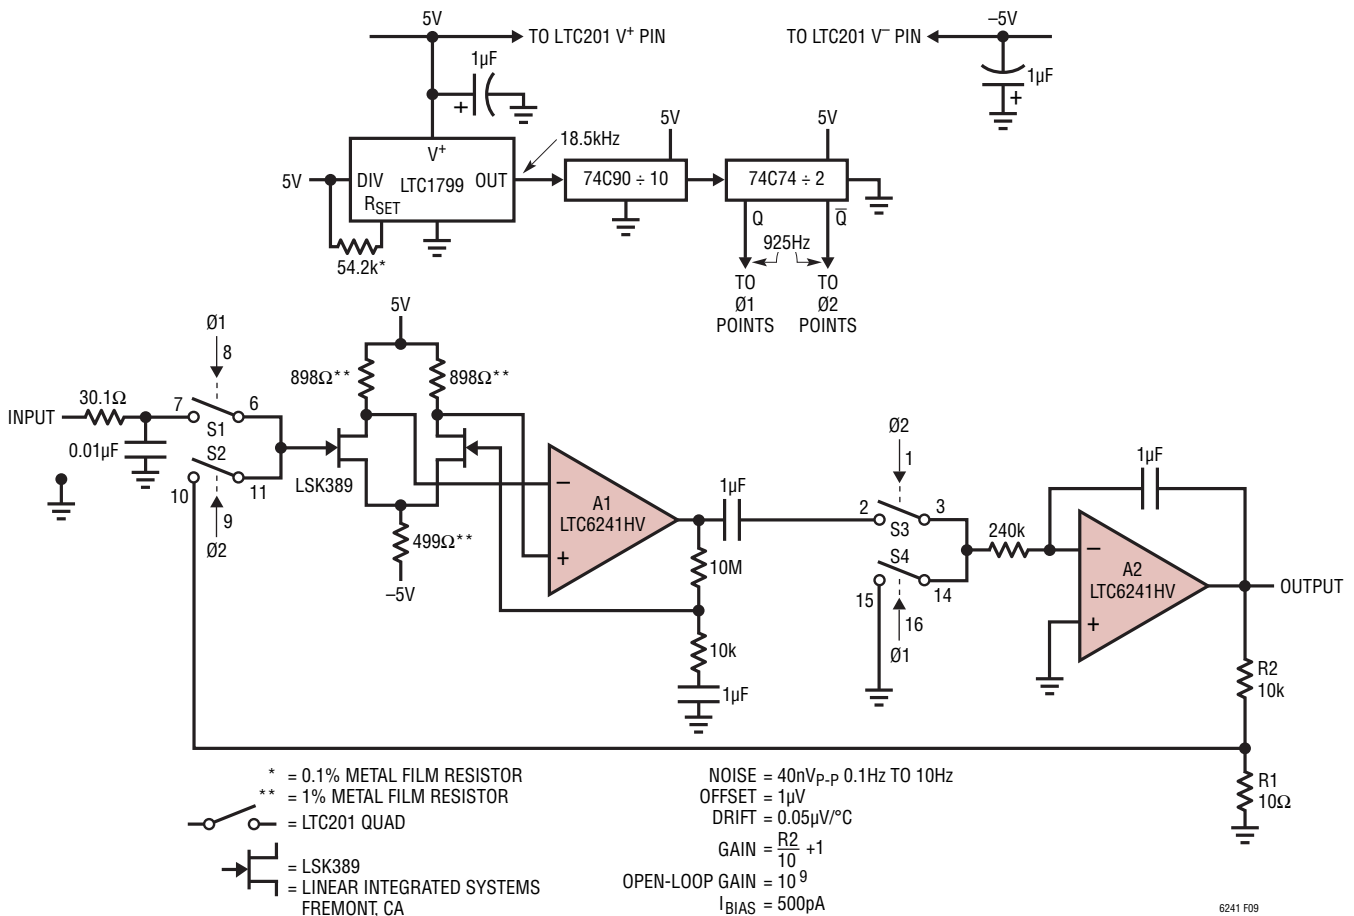 5V
TO LTC201 V+ PIN
TO LTC201 V– PIN
–5V
1µF
+
1µF
+
5V
5V
18.5kHz
V+
5V
DIV
LTC1799
OUT
RSET
74C90 ÷ 10
74C74 ÷ 2
Q
Q̅
54.2k*
925Hz
TO
Ø1
POINTS
TO
Ø2
POINTS
5V
Ø1
8
898Ω**
898Ω**
30.1Ω
INPUT
7
6
S1
0.01µF
S2
10
11
9
Ø2
LSK389
499Ω**
–5V
–
A1
LTC6241HV
+
1µF
10M
10k
1µF
Ø2
1
2
3
S3
S4
15
14
16
Ø1
240k
1µF
–
A2
LTC6241HV
+
OUTPUT
R2
10k
R1
10Ω
* = 0.1% METAL FILM RESISTOR
** = 1% METAL FILM RESISTOR
= LTC201 QUAD
= LSK389
= LINEAR INTEGRATED SYSTEMS
FREMONT, CA
NOISE = 40nVP-P 0.1Hz TO 10Hz
OFFSET = 1µV
DRIFT = 0.05µV/°C
GAIN = R2/10 +1
OPEN-LOOP GAIN = 10^9
IBIAS = 500pA
6241 F09